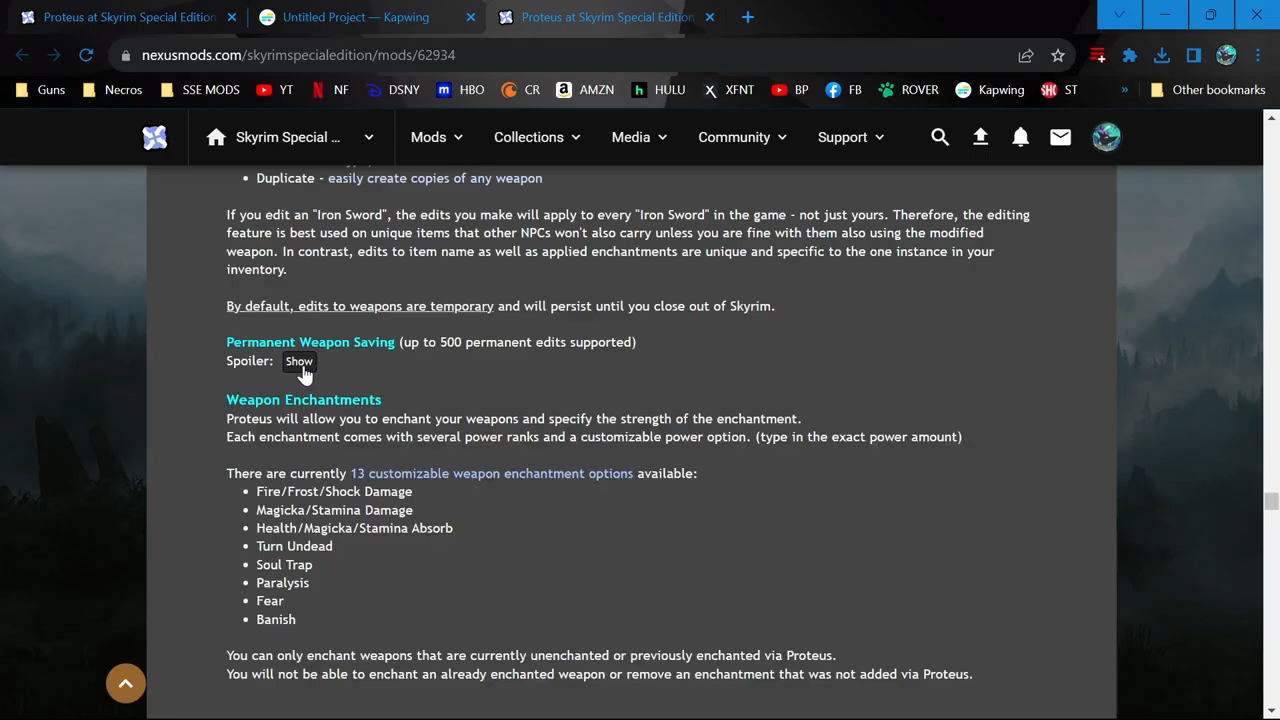 Proteus at Skyrim Special Edition
Untitled Project — Kapwing
Proteus at Skyrim Special Edition
nexusmods.com/skyrimspecialedition/mods/62934
Guns Necros SSE MODS YT NF DSNY HBO CR AMZN HULU XFNT BP FB ROVER Kapwing ST » Other bookmarks
Skyrim Special ... Mods Collections Media Community Support
Duplicate - easily create copies of any weapon
If you edit an "Iron Sword", the edits you make will apply to every "Iron Sword" in the game - not just yours. Therefore, the editing
feature is best used on unique items that other NPCs won't also carry unless you are fine with them also using the modified
weapon. In contrast, edits to item name as well as applied enchantments are unique and specific to the one instance in your
inventory.
By default, edits to weapons are temporary and will persist until you close out of Skyrim.
Permanent Weapon Saving (up to 500 permanent edits supported)
Spoiler: Show
Weapon Enchantments
Proteus will allow you to enchant your weapons and specify the strength of the enchantment.
Each enchantment comes with several power ranks and a customizable power option. (type in the exact power amount)
There are currently 13 customizable weapon enchantment options available:
Fire/Frost/Shock Damage
Magicka/Stamina Damage
Health/Magicka/Stamina Absorb
Turn Undead
Soul Trap
Paralysis
Fear
Banish
You can only enchant weapons that are currently unenchanted or previously enchanted via Proteus.
You will not be able to enchant an already enchanted weapon or remove an enchantment that was not added via Proteus.